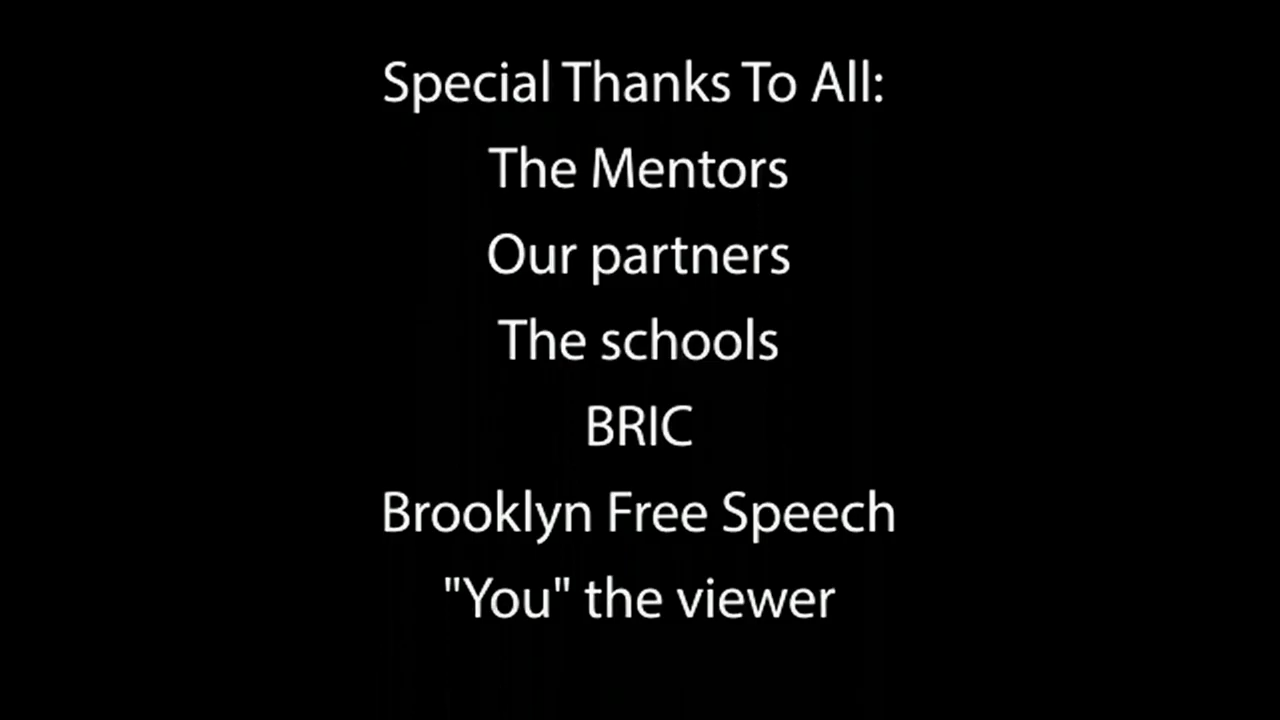 Special Thanks To All:
The Mentors
Our partners
The schools
BRIC
Brooklyn Free Speech
"You" the viewer